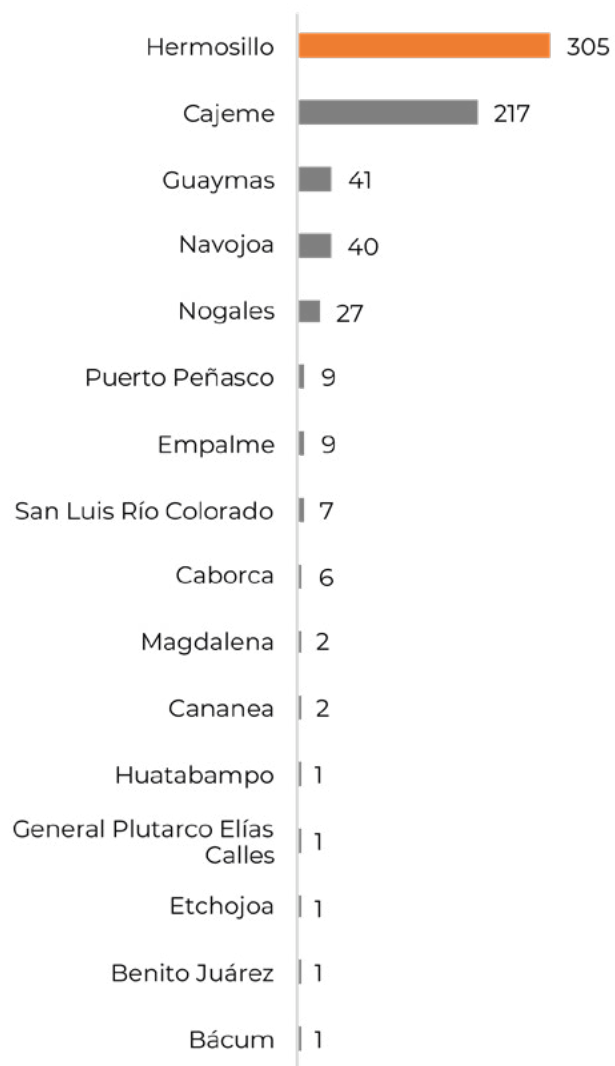 Hermosillo 305
Cajeme 217
Guaymas 41
Navojoa 40
Nogales 27
Puerto Peñasco 9
Empalme 9
San Luis Río Colorado 7
Caborca 6
Magdalena 2
Cananea 2
Huatabampo 1
General Plutarco Elías
Calles 1
Etchojoa 1
Benito Juárez 1
Bácum 1